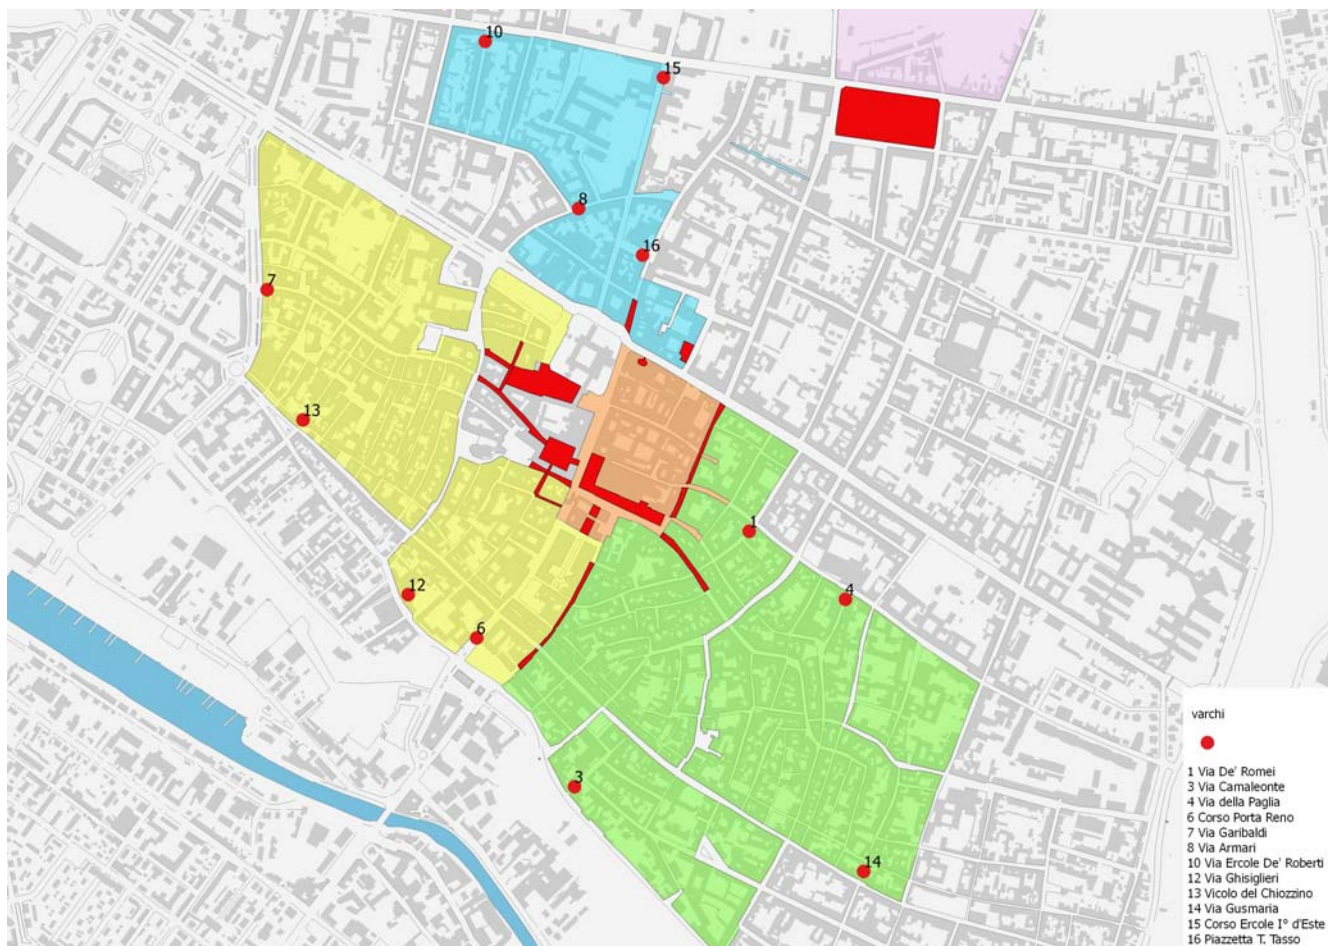 10
15
8
16
7
13
1
4
12
6
3
14
varchi
1 Via De' Romei
3 Via Camaleonte
4 Via della Paglia
6 Corso Porta Reno
7 Via Garibaldi
8 Via Armari
10 Via Ercole De' Roberti
12 Via Ghisiglieri
13 Vicolo del Chiozzino
14 Via Gusmaria
15 Corso Ercole I° d'Este
16 Piazzetta T. Tasso